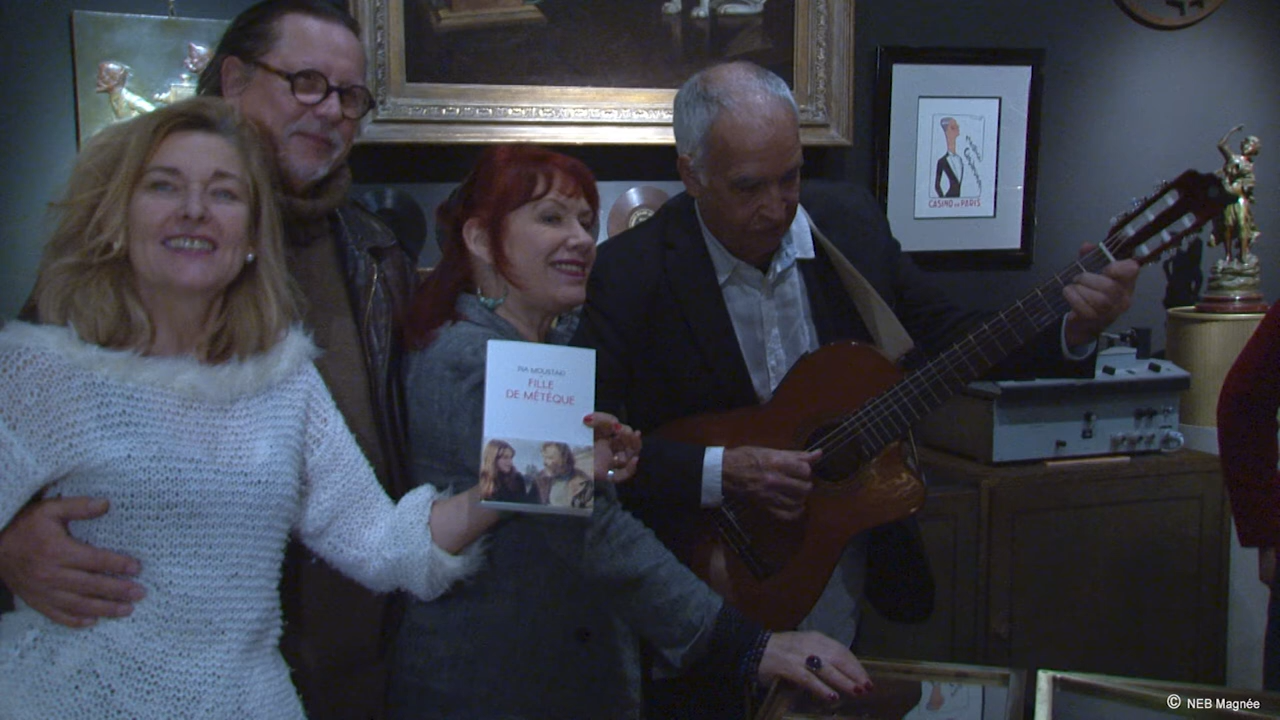 PIA MOUSTAKI
FILLE
DE MÉTÈQUE
CASINO DE PARIS
© NEB Magnée